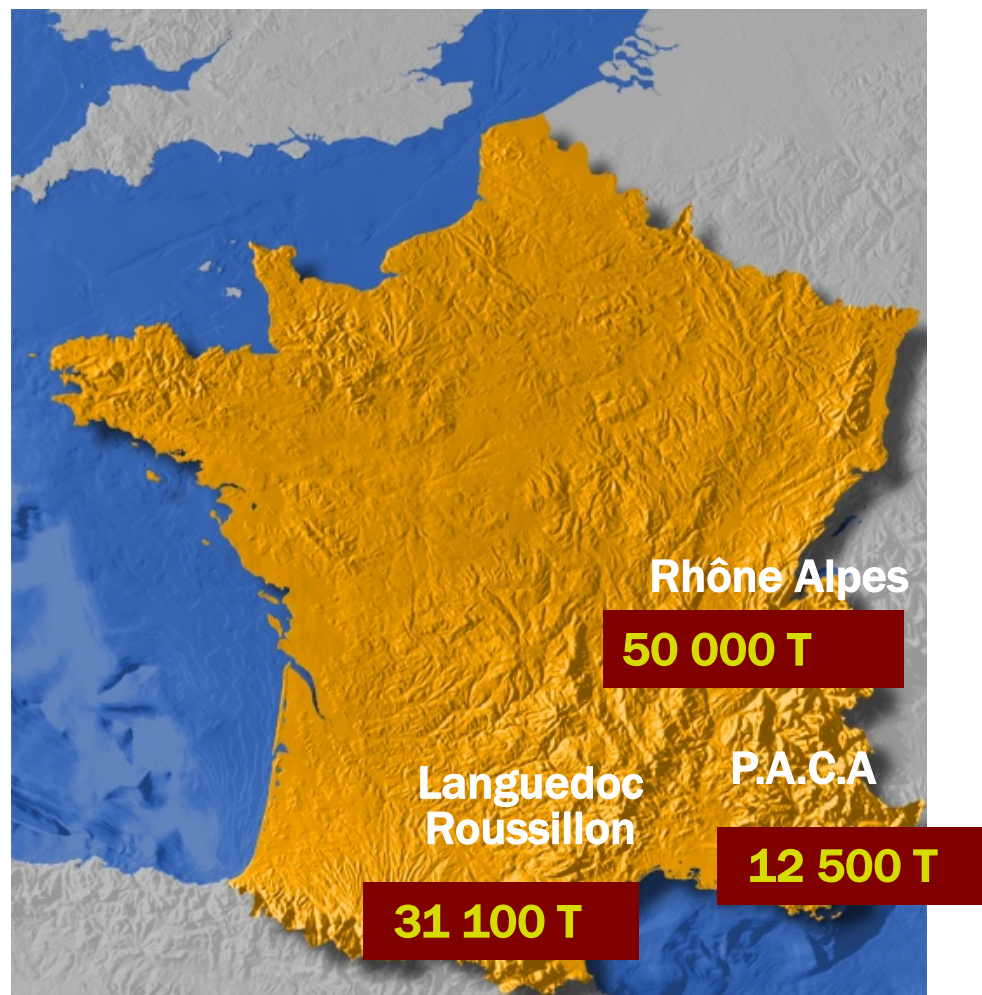 Rhône Alpes
50 000 T
P.A.C.A
12 500 T
Languedoc
Roussillon
31 100 T